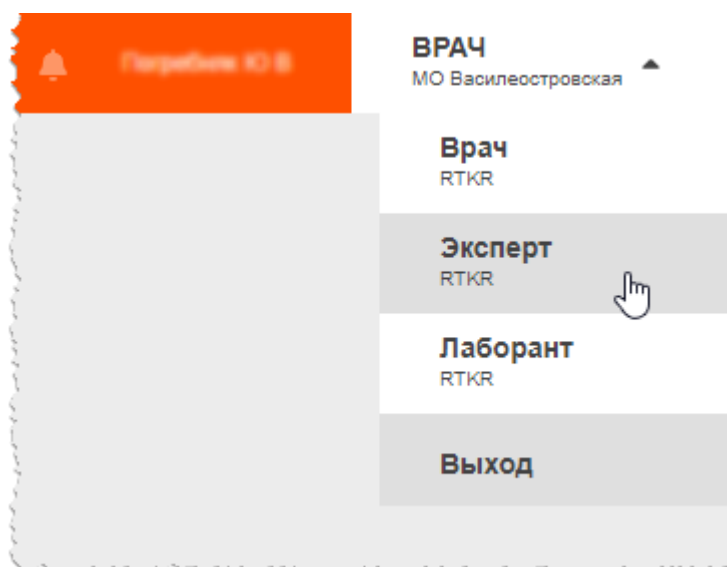 ВРАЧ
МО Василеостровская
Врач
RTKR
Эксперт
RTKR
Лаборант
RTKR
Выход